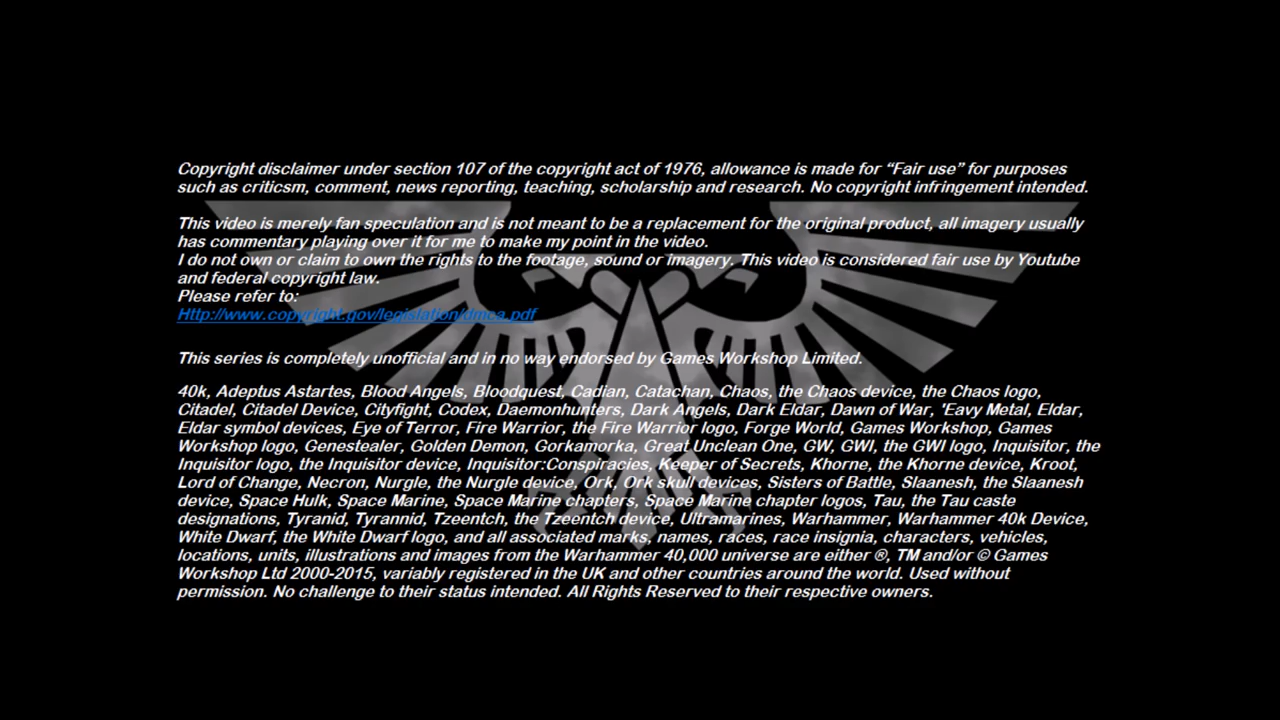 Copyright disclaimer under section 107 of the copyright act of 1976, allowance is made for “Fair use” for purposes
such as criticsm, comment, news reporting, teaching, scholarship and research. No copyright infringement intended.
This video is merely fan speculation and is not meant to be a replacement for the original product, all imagery usually
has commentary playing over it for me to make my point in the video.
I do not own or claim to own the rights to the footage, sound or imagery. This video is considered fair use by Youtube
and federal copyright law.
Please refer to:
Http://www.copyright.gov/legislation/dmca.pdf
This series is completely unofficial and in no way endorsed by Games Workshop Limited.
40k, Adeptus Astartes, Blood Angels, Bloodquest, Cadian, Catachan, Chaos, the Chaos device, the Chaos logo,
Citadel, Citadel Device, Cityfight, Codex, Daemonhunters, Dark Angels, Dark Eldar, Dawn of War, 'Eavy Metal, Eldar,
Eldar symbol devices, Eye of Terror, Fire Warrior, the Fire Warrior logo, Forge World, Games Workshop, Games
Workshop logo, Genestealer, Golden Demon, Gorkamorka, Great Unclean One, GW, GWI, the GWI logo, Inquisitor, the
Inquisitor logo, the Inquisitor device, Inquisitor:Conspiracies, Keeper of Secrets, Khorne, the Khorne device, Kroot,
Lord of Change, Necron, Nurgle, the Nurgle device, Ork, Ork skull devices, Sisters of Battle, Slaanesh, the Slaanesh
device, Space Hulk, Space Marine, Space Marine chapters, Space Marine chapter logos, Tau, the Tau caste
designations, Tyranid, Tyrannid, Tzeentch, the Tzeentch device, Ultramarines, Warhammer, Warhammer 40k Device,
White Dwarf, the White Dwarf logo, and all associated marks, names, races, race insignia, characters, vehicles,
locations, units, illustrations and images from the Warhammer 40,000 universe are either ®, TM and/or © Games
Workshop Ltd 2000-2015, variably registered in the UK and other countries around the world. Used without
permission. No challenge to their status intended. All Rights Reserved to their respective owners.